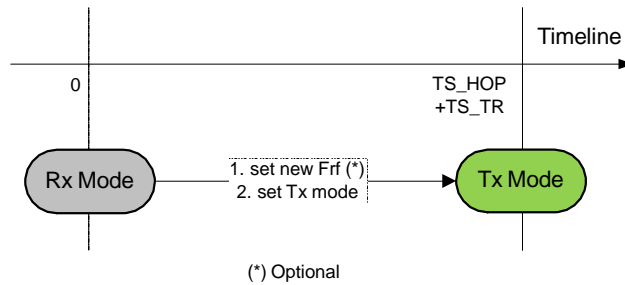 Timeline
0
TS_HOP
+TS_TR
Rx Mode
1. set new Frf (*)
2. set Tx mode
Tx Mode
(*) Optional